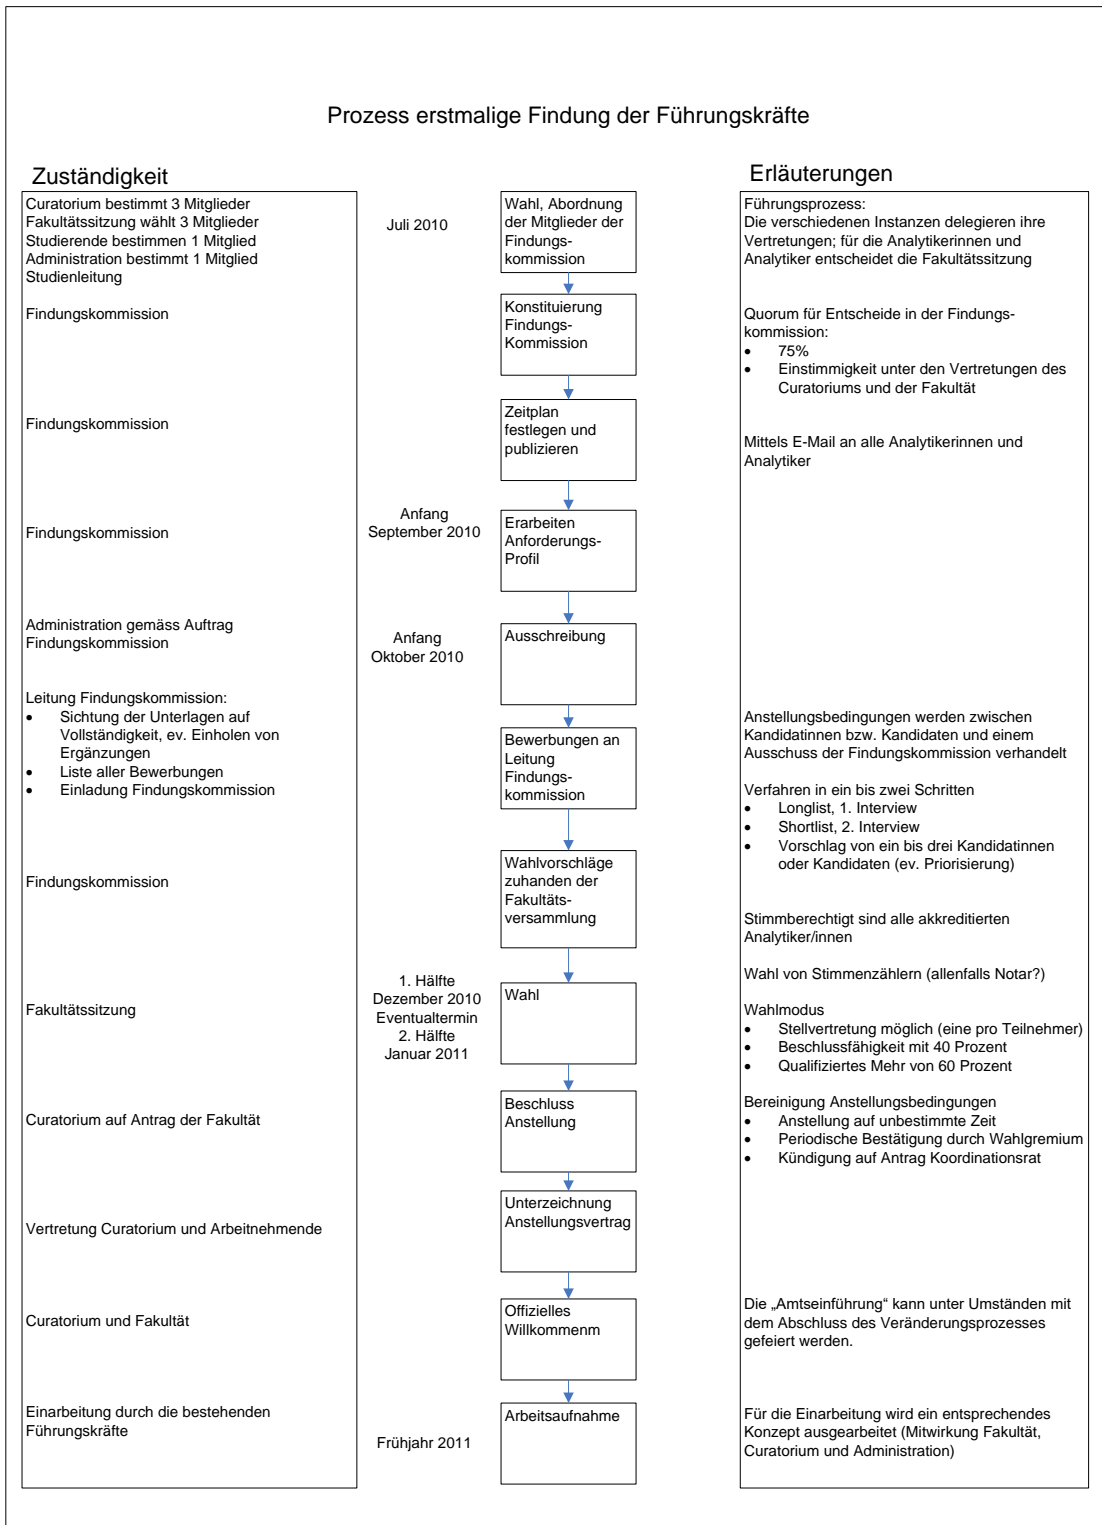 Prozess erstmalige Findung der Führungskräfte
Zuständigkeit
Curatorium bestimmt 3 Mitglieder
Fakultätssitzung wählt 3 Mitglieder
Studierende bestimmen 1 Mitglied
Administration bestimmt 1 Mitglied
Studienleitung
Findungskommission
Findungskommission
Findungskommission
Administration gemäss Auftrag
Findungskommission
Leitung Findungskommission:
• Sichtung der Unterlagen auf
Vollständigkeit, ev. Einholen von
Ergänzungen
• Liste aller Bewerbungen
• Einladung Findungskommission
Findungskommission
Fakultätssitzung
Curatorium auf Antrag der Fakultät
Vertretung Curatorium und Arbeitnehmende
Curatorium und Fakultät
Einarbeitung durch die bestehenden
Führungskräfte
Juli 2010
Anfang
September 2010
Anfang
Oktober 2010
1. Hälfte
Dezember 2010
Eventualtermin
2. Hälfte
Januar 2011
Frühjahr 2011
Wahl, Abordnung
der Mitglieder der
Findungs-
kommission
Konstituierung
Findungs-
Kommission
Zeitplan
festlegen und
publizieren
Erarbeiten
Anforderungs-
Profil
Ausschreibung
Bewerbungen an
Leitung
Findungs-
kommission
Wahlvorschläge
zuhanden der
Fakultäts-
versammlung
Wahl
Beschluss
Anstellung
Unterzeichnung
Anstellungsvertrag
Offizielles
Willkommenm
Arbeitsaufnahme
Erläuterungen
Führungsprozess:
Die verschiedenen Instanzen delegieren ihre
Vertretungen; für die Analytikerinnen und
Analytiker entscheidet die Fakultätssitzung
Quorum für Entscheide in der Findungs-
kommission:
• 75%
• Einstimmigkeit unter den Vertretungen des
Curatoriums und der Fakultät
Mittels E-Mail an alle Analytikerinnen und
Analytiker
Anstellungsbedingungen werden zwischen
Kandidatinnen bzw. Kandidaten und einem
Ausschuss der Findungskommission verhandelt
Verfahren in ein bis zwei Schritten
• Longlist, 1. Interview
• Shortlist, 2. Interview
• Vorschlag von ein bis drei Kandidatinnen
oder Kandidaten (ev. Priorisierung)
Stimmberechtigt sind alle akkreditierten
Analytiker/innen
Wahl von Stimmenzählern (allenfalls Notar?)
Wahlmodus
• Stellvertretung möglich (eine pro Teilnehmer)
• Beschlussfähigkeit mit 40 Prozent
• Qualifiziertes Mehr von 60 Prozent
Bereinigung Anstellungsbedingungen
• Anstellung auf unbestimmte Zeit
• Periodische Bestätigung durch Wahlgremium
• Kündigung auf Antrag Koordinationsrat
Die „Amtseinführung“ kann unter Umständen mit
dem Abschluss des Veränderungsprozesses
gefeiert werden.
Für die Einarbeitung wird ein entsprechendes
Konzept ausgearbeitet (Mitwirkung Fakultät,
Curatorium und Administration)